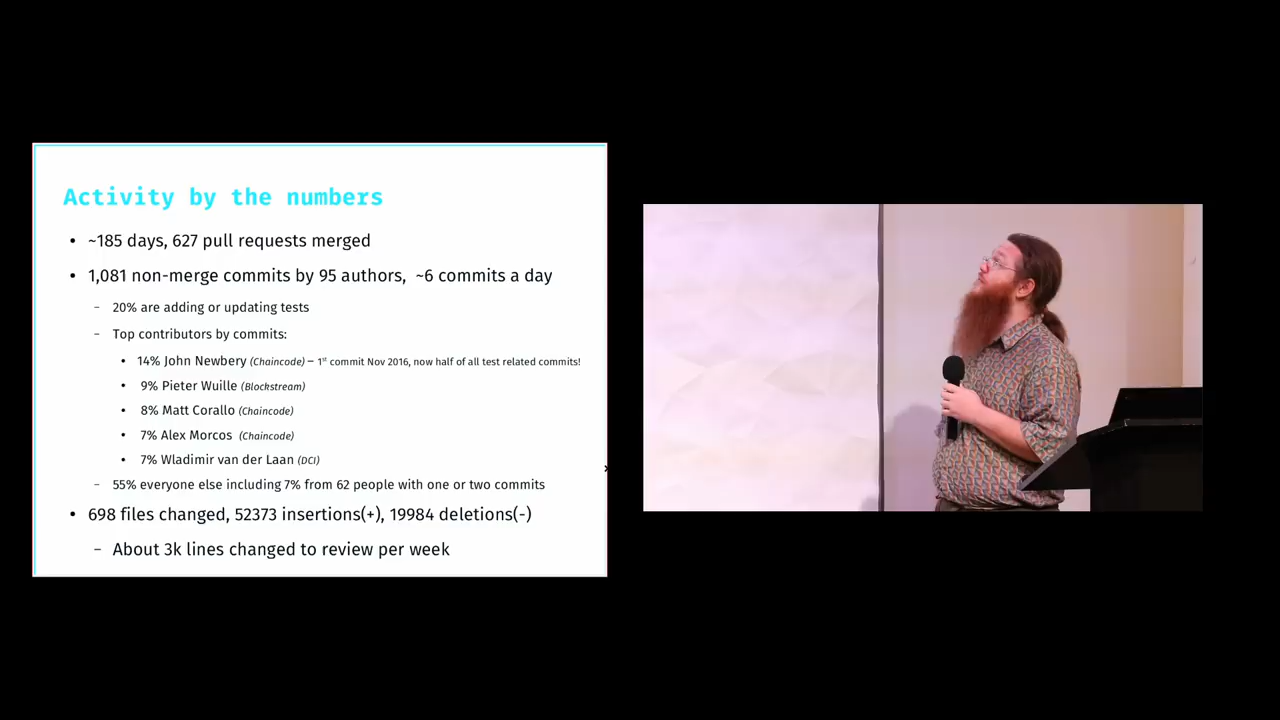 Activity by the numbers
• ~185 days, 627 pull requests merged
• 1,081 non-merge commits by 95 authors, ~6 commits a day
– 20% are adding or updating tests
– Top contributors by commits:
• 14% John Newbery (Chaincode) – 1st commit Nov 2016, now half of all test related commits!
• 9% Pieter Wuille (Blockstream)
• 8% Matt Corallo (Chaincode)
• 7% Alex Morcos (Chaincode)
• 7% Wladimir van der Laan (DCI)
– 55% everyone else including 7% from 62 people with one or two commits
• 698 files changed, 52373 insertions(+), 19984 deletions(-)
– About 3k lines changed to review per week